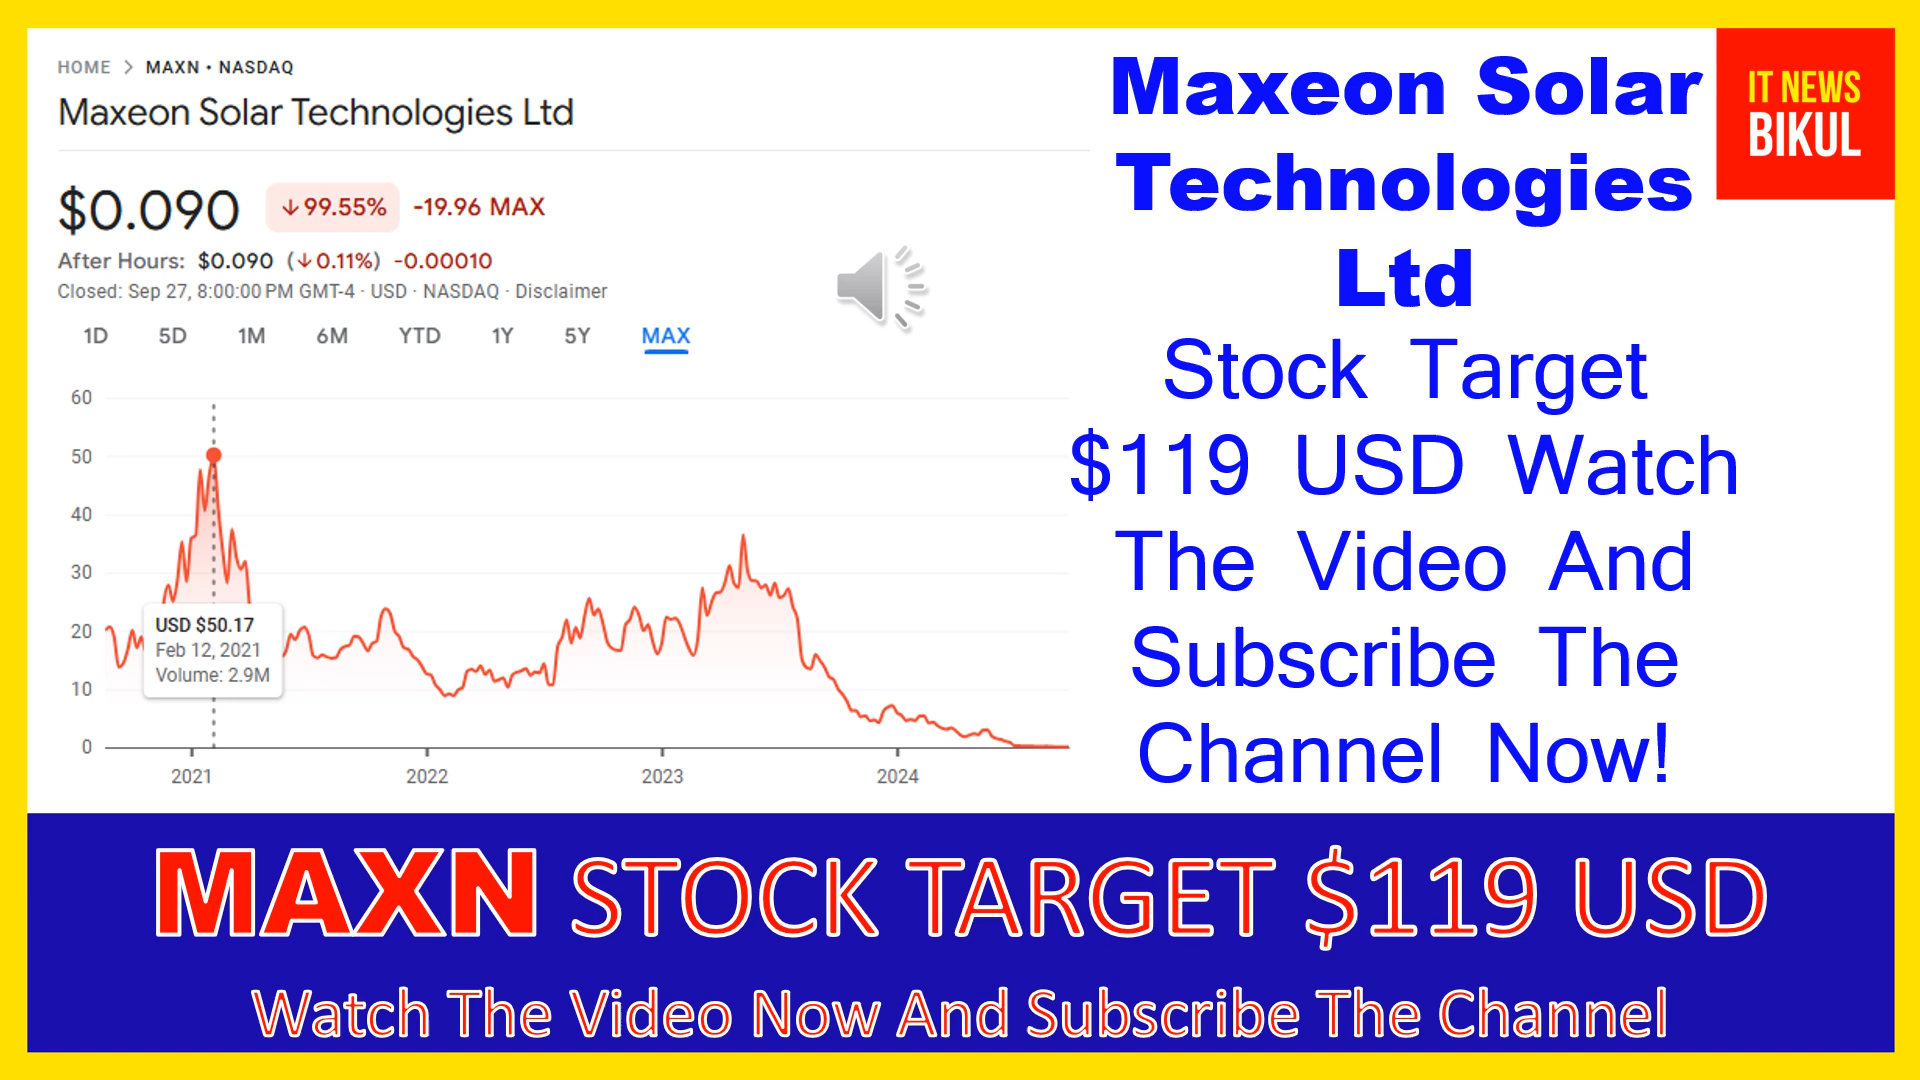 HOME > MAXN • NASDAQ
Maxeon Solar Technologies Ltd
$0.090 ↓99.55% -19.96 MAX
After Hours: $0.090 (↓0.11%) -0.00010
Closed: Sep 27, 8:00:00 PM GMT-4 · USD · NASDAQ · Disclaimer
1D 5D 1M 6M YTD 1Y 5Y MAX
60
50
40
30
20
10
0
USD $50.17
Feb 12, 2021
Volume: 2.9M
2021 2022 2023 2024
Maxeon Solar
Technologies
Ltd
Stock Target
$119 USD Watch
The Video And
Subscribe The
Channel Now!
IT NEWS
BIKUL
MAXN STOCK TARGET $119 USD
Watch The Video Now And Subscribe The Channel